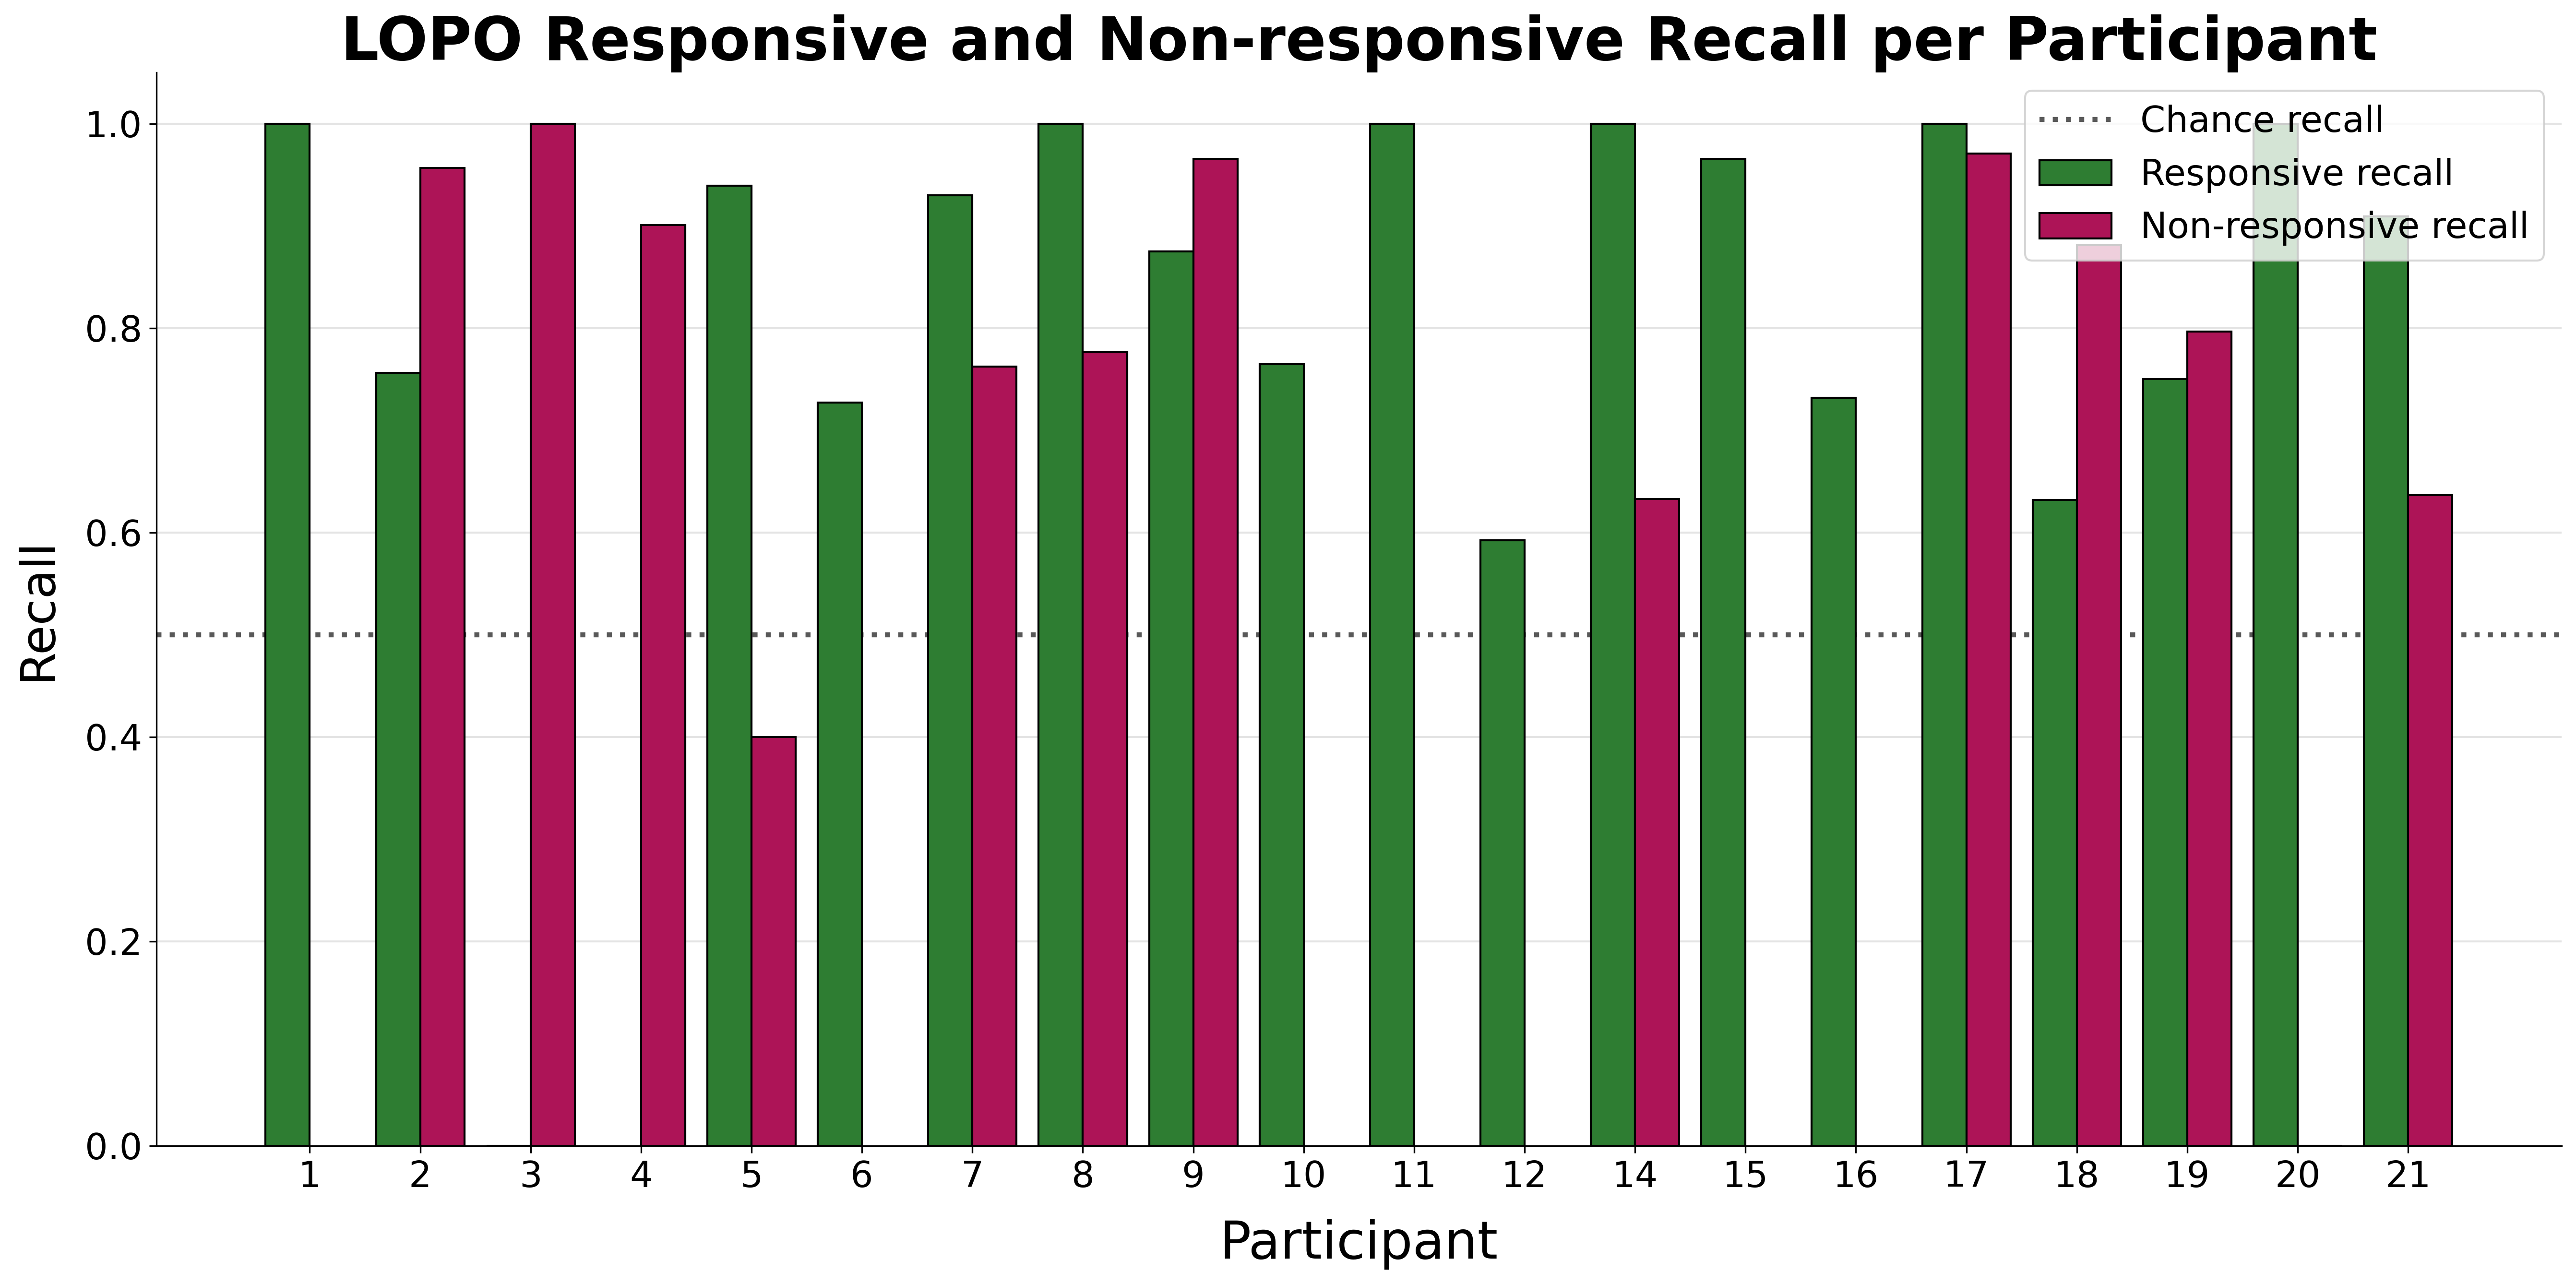 LOPO Responsive and Non-responsive Recall per Participant
Chance recall
Responsive recall
Non-responsive recall
1.0
0.8
0.6
0.4
0.2
0.0
Recall
1 2 3 4 5 6 7 8 9 10 11 12 14 15 16 17 18 19 20 21
Participant